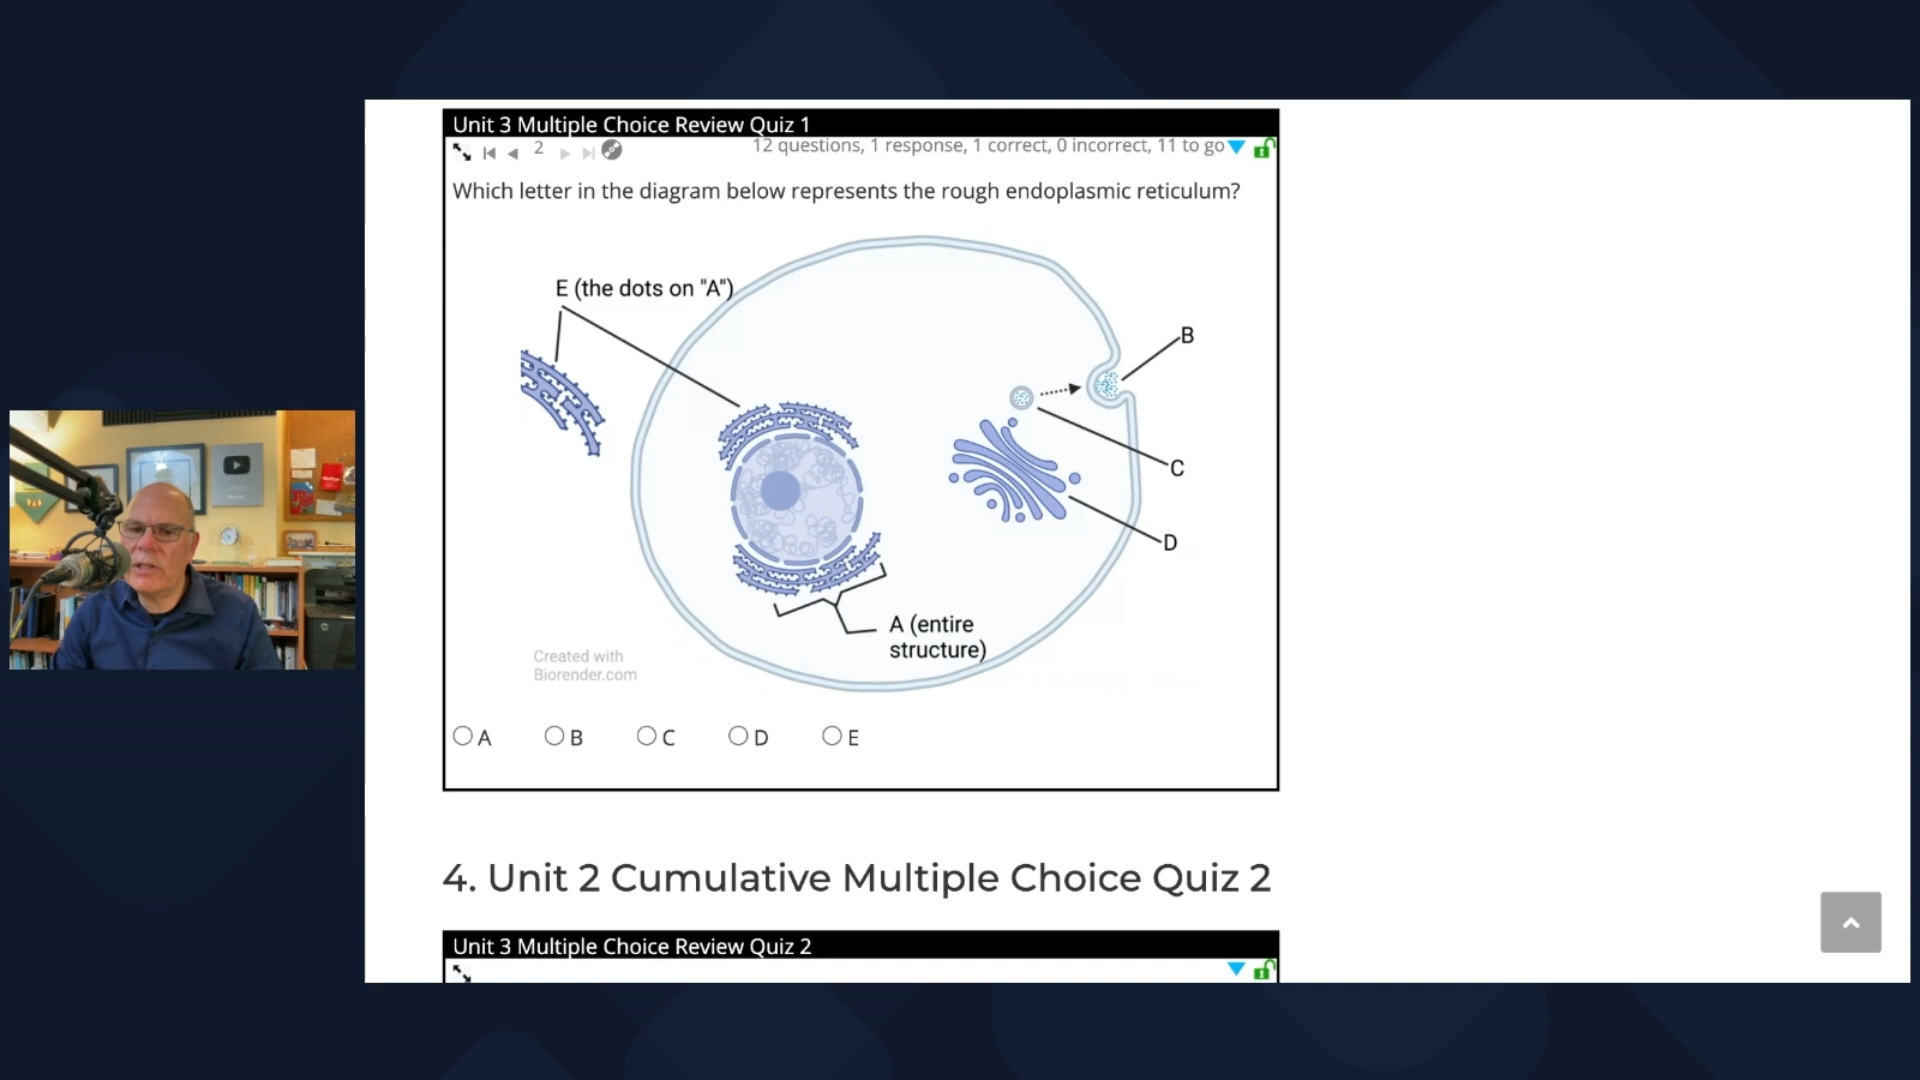 Unit 3 Multiple Choice Review Quiz 1
2
12 questions, 1 response, 1 correct, 0 incorrect, 11 to go
Which letter in the diagram below represents the rough endoplasmic reticulum?
E (the dots on "A")
B
C
D
A (entire
structure)
Created with
Biorender.com
A B C D E
4. Unit 2 Cumulative Multiple Choice Quiz 2
Unit 3 Multiple Choice Review Quiz 2